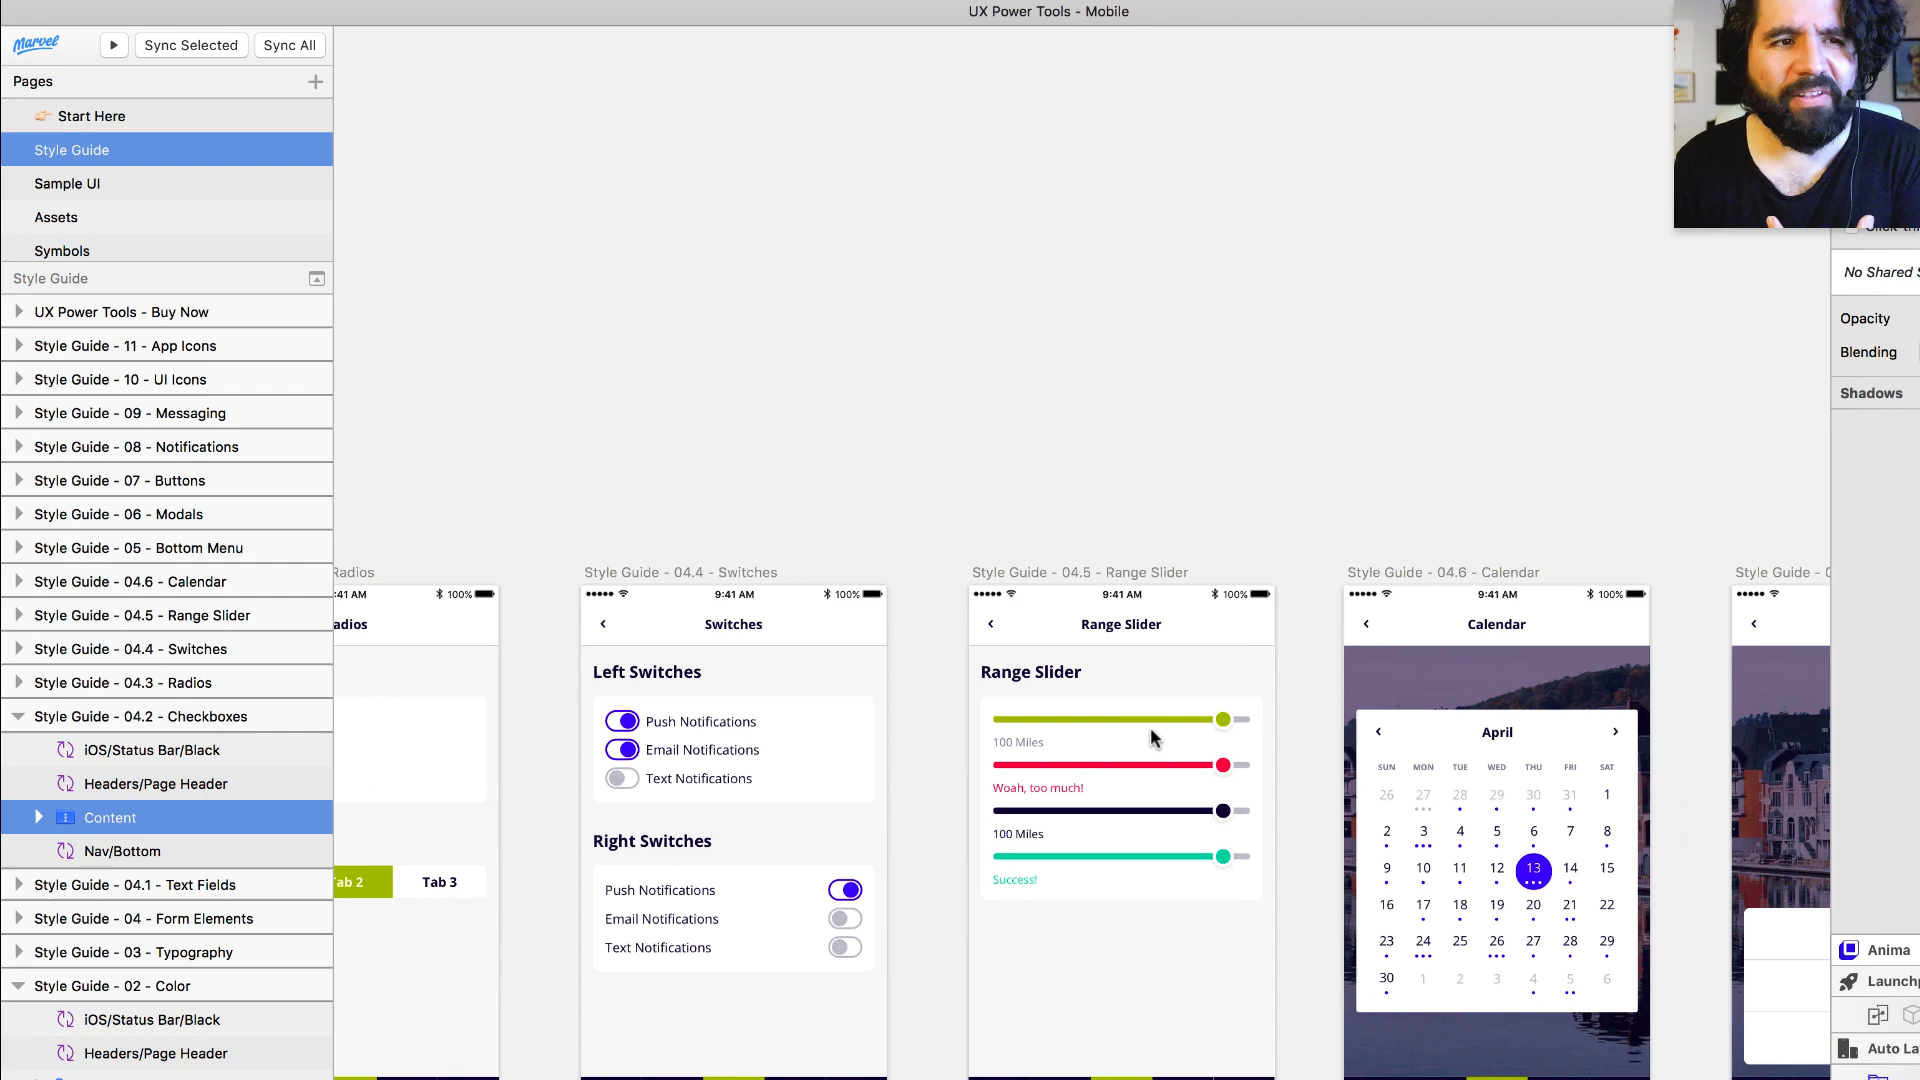 UX Power Tools - Mobile
Marvel
Sync Selected
Sync All
Pages
Start Here
Style Guide
Sample UI
Assets
Symbols
Style Guide
UX Power Tools - Buy Now
Style Guide - 11 - App Icons
Style Guide - 10 - UI Icons
Style Guide - 09 - Messaging
Style Guide - 08 - Notifications
Style Guide - 07 - Buttons
Style Guide - 06 - Modals
Style Guide - 05 - Bottom Menu
Style Guide - 04.6 - Calendar
Style Guide - 04.5 - Range Slider
Style Guide - 04.4 - Switches
Style Guide - 04.3 - Radios
Style Guide - 04.2 - Checkboxes
iOS/Status Bar/Black
Headers/Page Header
Content
Nav/Bottom
Style Guide - 04.1 - Text Fields
Style Guide - 04 - Form Elements
Style Guide - 03 - Typography
Style Guide - 02 - Color
iOS/Status Bar/Black
Headers/Page Header
Radios
:41 AM 100%
adios
ab 2 Tab 3
Style Guide - 04.4 - Switches
9:41 AM 100%
Switches
Left Switches
Push Notifications
Email Notifications
Text Notifications
Right Switches
Push Notifications
Email Notifications
Text Notifications
Style Guide - 04.5 - Range Slider
9:41 AM 100%
Range Slider
Range Slider
100 Miles
Woah, too much!
100 Miles
Success!
Style Guide - 04.6 - Calendar
9:41 AM 100%
Calendar
April
SUN MON TUE WED THU FRI SAT
26 27 28 29 30 31 1
2 3 4 5 6 7 8
9 10 11 12 13 14 15
16 17 18 19 20 21 22
23 24 25 26 27 28 29
30 1 2 3 4 5 6
Style Guide -
No Shared S
Opacity
Blending
Shadows
Anima
Launchp
Auto La